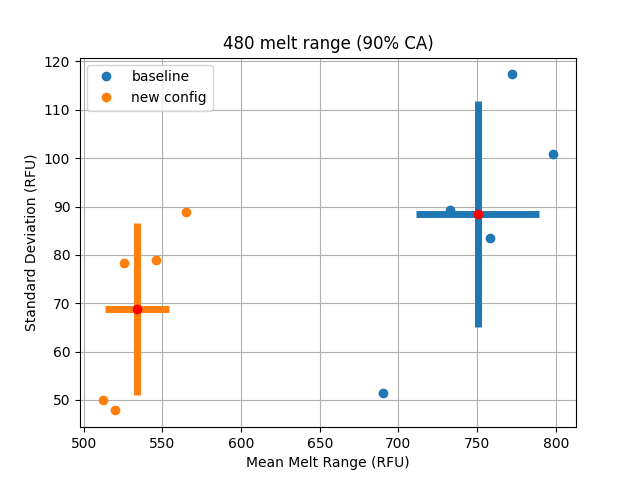 480 melt range (90% CA)
baseline
new config
Standard Deviation (RFU)
120
110
100
90
80
70
60
50
500 550 600 650 700 750 800
Mean Melt Range (RFU)